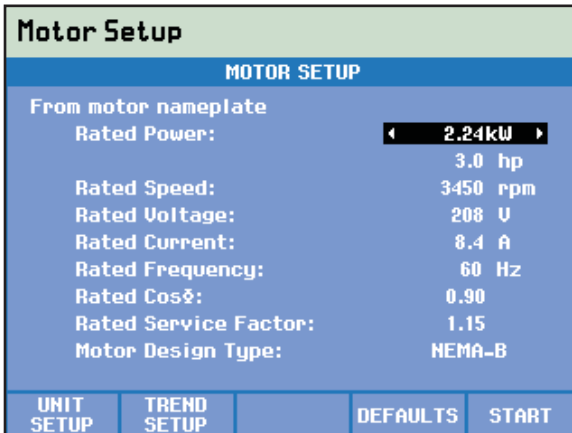 Motor Setup
MOTOR SETUP
From motor nameplate
Rated Power: 2.24kW
3.0 hp
Rated Speed: 3450 rpm
Rated Voltage: 208 V
Rated Current: 8.4 A
Rated Frequency: 60 Hz
Rated CosΦ: 0.90
Rated Service Factor: 1.15
Motor Design Type: NEMA-B
UNIT SETUP TREND SETUP DEFAULTS START